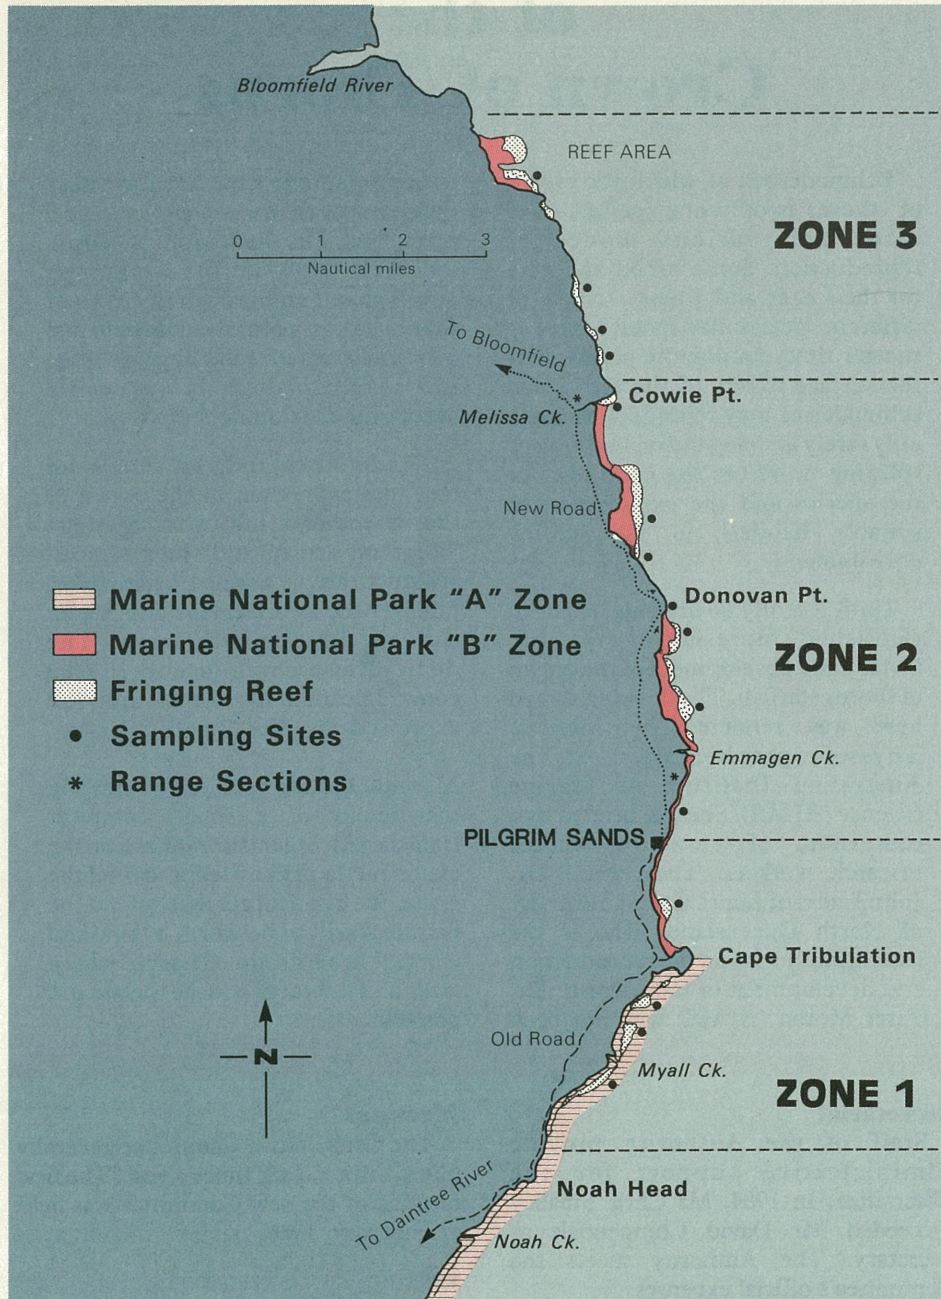 Bloomfield River
REEF AREA
ZONE 3
0 1 2 3
Nautical miles
To Bloomfield
Cowie Pt.
Melissa Ck.
New Road
Marine National Park “A” Zone
Donovan Pt.
Marine National Park “B” Zone
ZONE 2
Fringing Reef
Sampling Sites
Emmagen Ck.
* Range Sections
PILGRIM SANDS
Cape Tribulation
N
Old Road
Myall Ck.
ZONE 1
Noah Head
To Daintree River
Noah Ck.